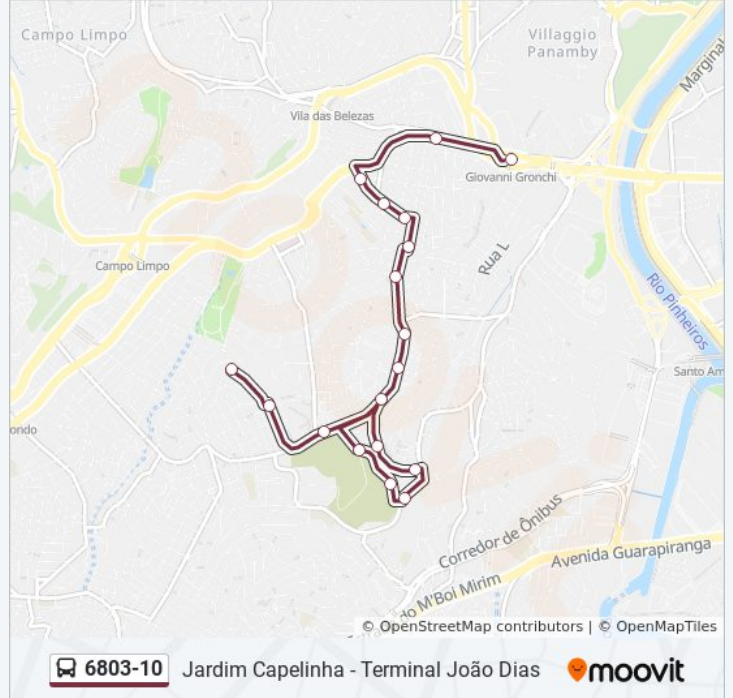 Campo Limpo
Villaggio
Panamby
Marginal
Vila das Belezas
Giovanni Gronchi
Rua L
Campo Limpo
Rio Pinheiros
Santo Am
ondo
Corredor de Ônibus
Avenida Guarapiranga
do M'Boi Mirim
© OpenStreetMap contributors | © OpenMapTiles
6803-10
Jardim Capelinha - Terminal João Dias
moovit